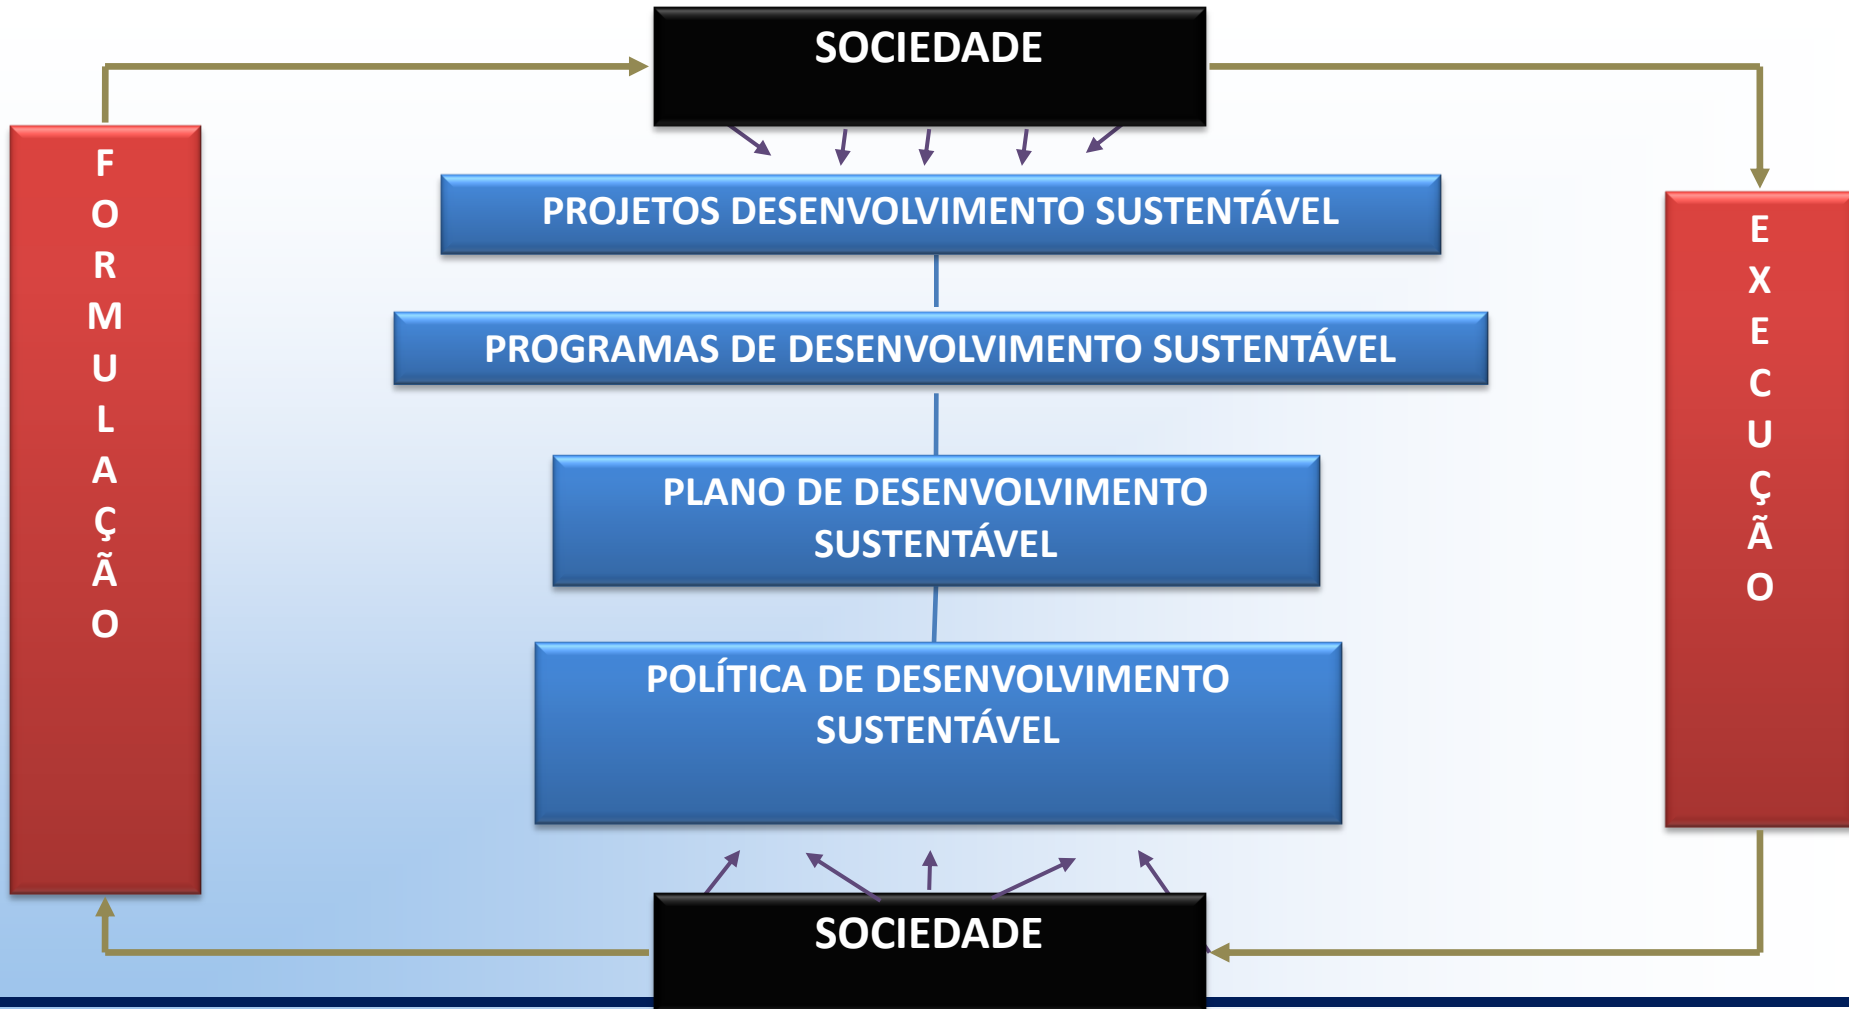 SOCIEDADE
FORMULAÇÃO
PROJETOS DESENVOLVIMENTO SUSTENTÁVEL
EXECUÇÃO
PROGRAMAS DE DESENVOLVIMENTO SUSTENTÁVEL
PLANO DE DESENVOLVIMENTO
SUSTENTÁVEL
POLÍTICA DE DESENVOLVIMENTO
SUSTENTÁVEL
SOCIEDADE